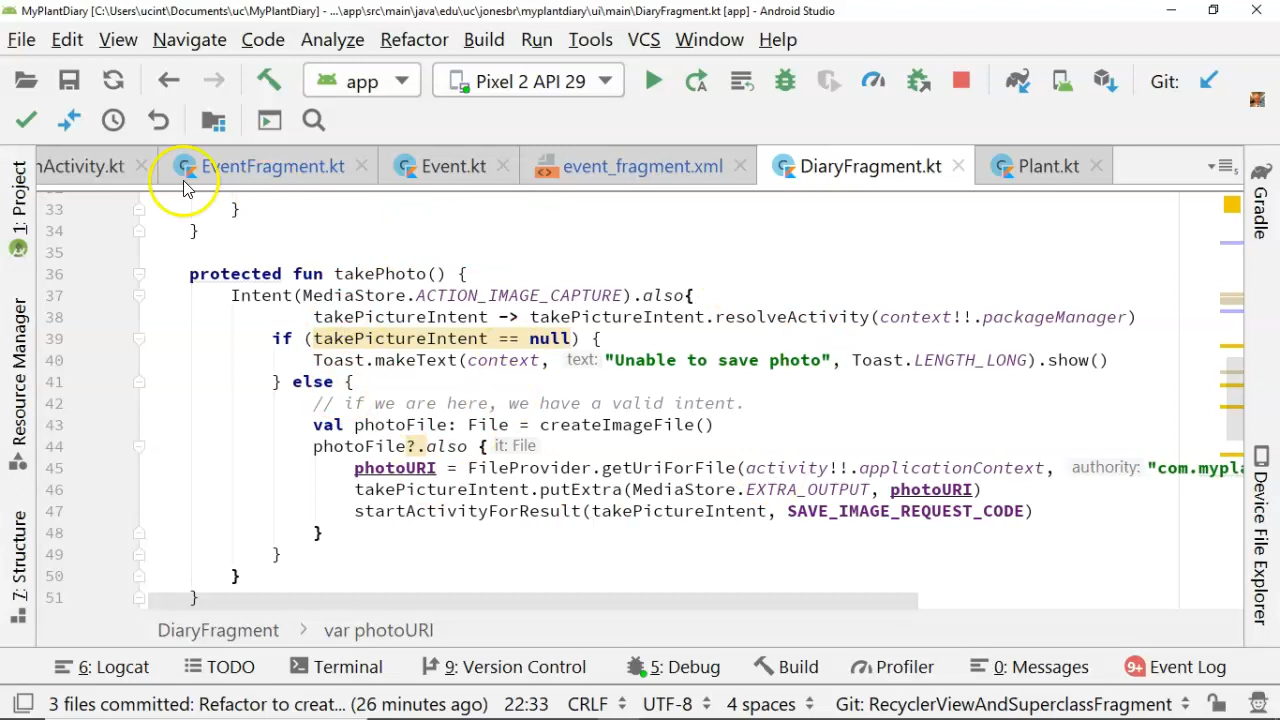 MyPlantDiary [C:\Users\ucint\Documents\uc\MyPlantDiary] - ...\app\src\main\java\edu\uc\jonesbr\myplantdiary\ui\main\DiaryFragment.kt [app] - Android Studio
File Edit View Navigate Code Analyze Refactor Build Run Tools VCS Window Help
app Pixel 2 API 29 Git:
nActivity.kt EventFragment.kt Event.kt event_fragment.xml DiaryFragment.kt Plant.kt
1: Project
Resource Manager
7: Structure
Gradle
Device File Explorer
33 }
34 }
35
36 protected fun takePhoto() {
37 Intent(MediaStore.ACTION_IMAGE_CAPTURE).also{
38 takePictureIntent -> takePictureIntent.resolveActivity(context!!.packageManager)
39 if (takePictureIntent == null) {
40 Toast.makeText(context, text: "Unable to save photo", Toast.LENGTH_LONG).show()
41 } else {
42 // if we are here, we have a valid intent.
43 val photoFile: File = createImageFile()
44 photoFile?.also { it: File
45 photoURI = FileProvider.getUriForFile(activity!!.applicationContext, authority: "com.mypla
46 takePictureIntent.putExtra(MediaStore.EXTRA_OUTPUT, photoURI)
47 startActivityForResult(takePictureIntent, SAVE_IMAGE_REQUEST_CODE)
48 }
49 }
50 }
51 }
DiaryFragment > var photoURI
6: Logcat TODO Terminal 9: Version Control 5: Debug Build Profiler 0: Messages 9+ Event Log
3 files committed: Refactor to creat... (26 minutes ago) 22:33 CRLF UTF-8 4 spaces Git: RecyclerViewAndSuperclassFragment